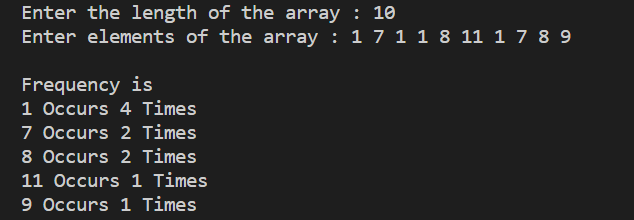 Enter the length of the array : 10
Enter elements of the array : 1 7 1 1 8 11 1 7 8 9
Frequency is
1 Occurs 4 Times
7 Occurs 2 Times
8 Occurs 2 Times
11 Occurs 1 Times
9 Occurs 1 Times